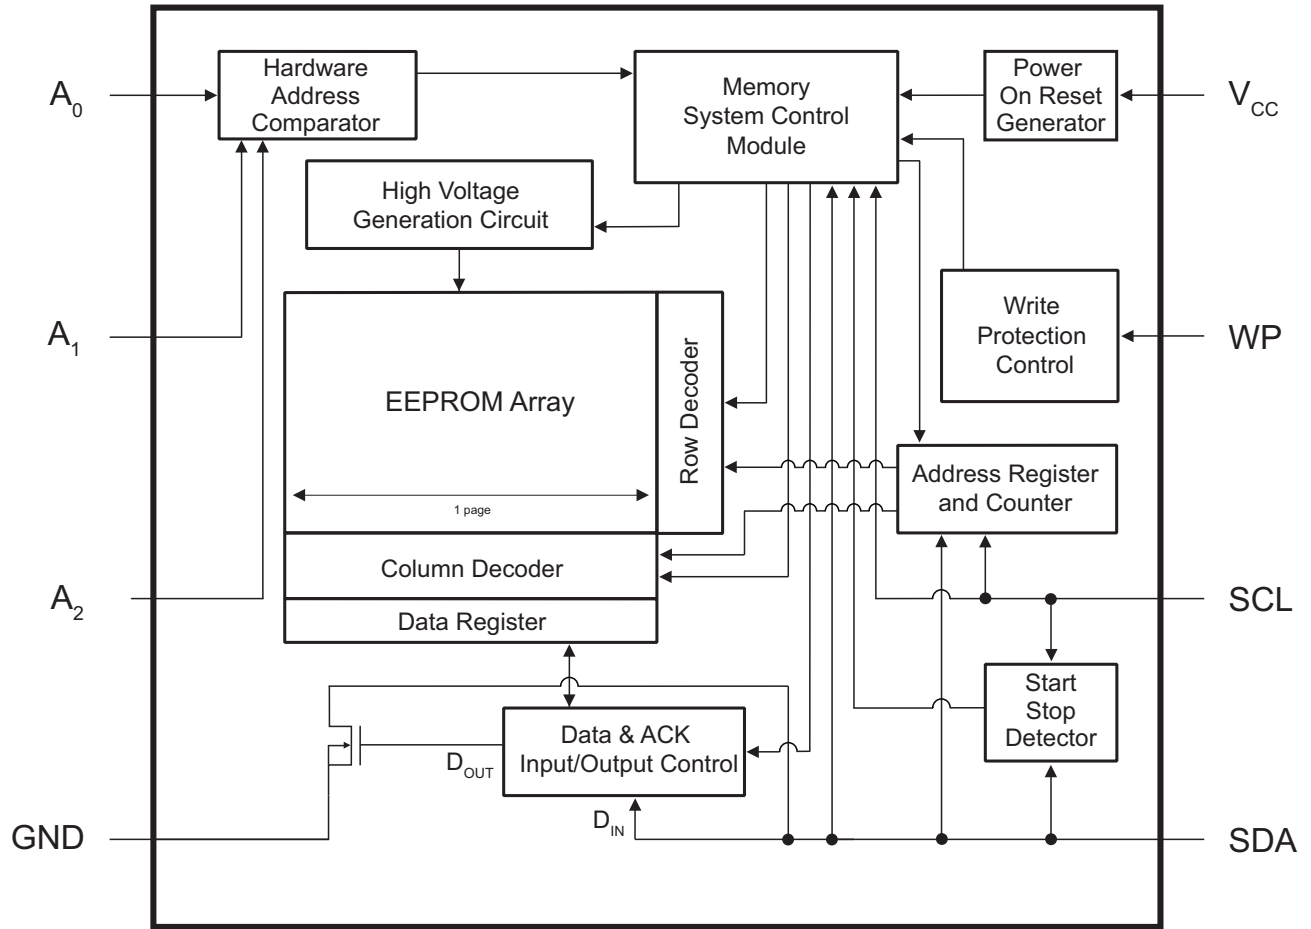 A0
Hardware
Address
Comparator
Memory
System Control
Module
Power
On Reset
Generator
VCC
High Voltage
Generation Circuit
A1
Write
Protection
Control
WP
EEPROM Array
Row Decoder
1 page
Address Register
and Counter
Column Decoder
A2
Data Register
SCL
Start
Stop
Detector
Data & ACK
Input/Output Control
DOUT
DIN
GND
SDA